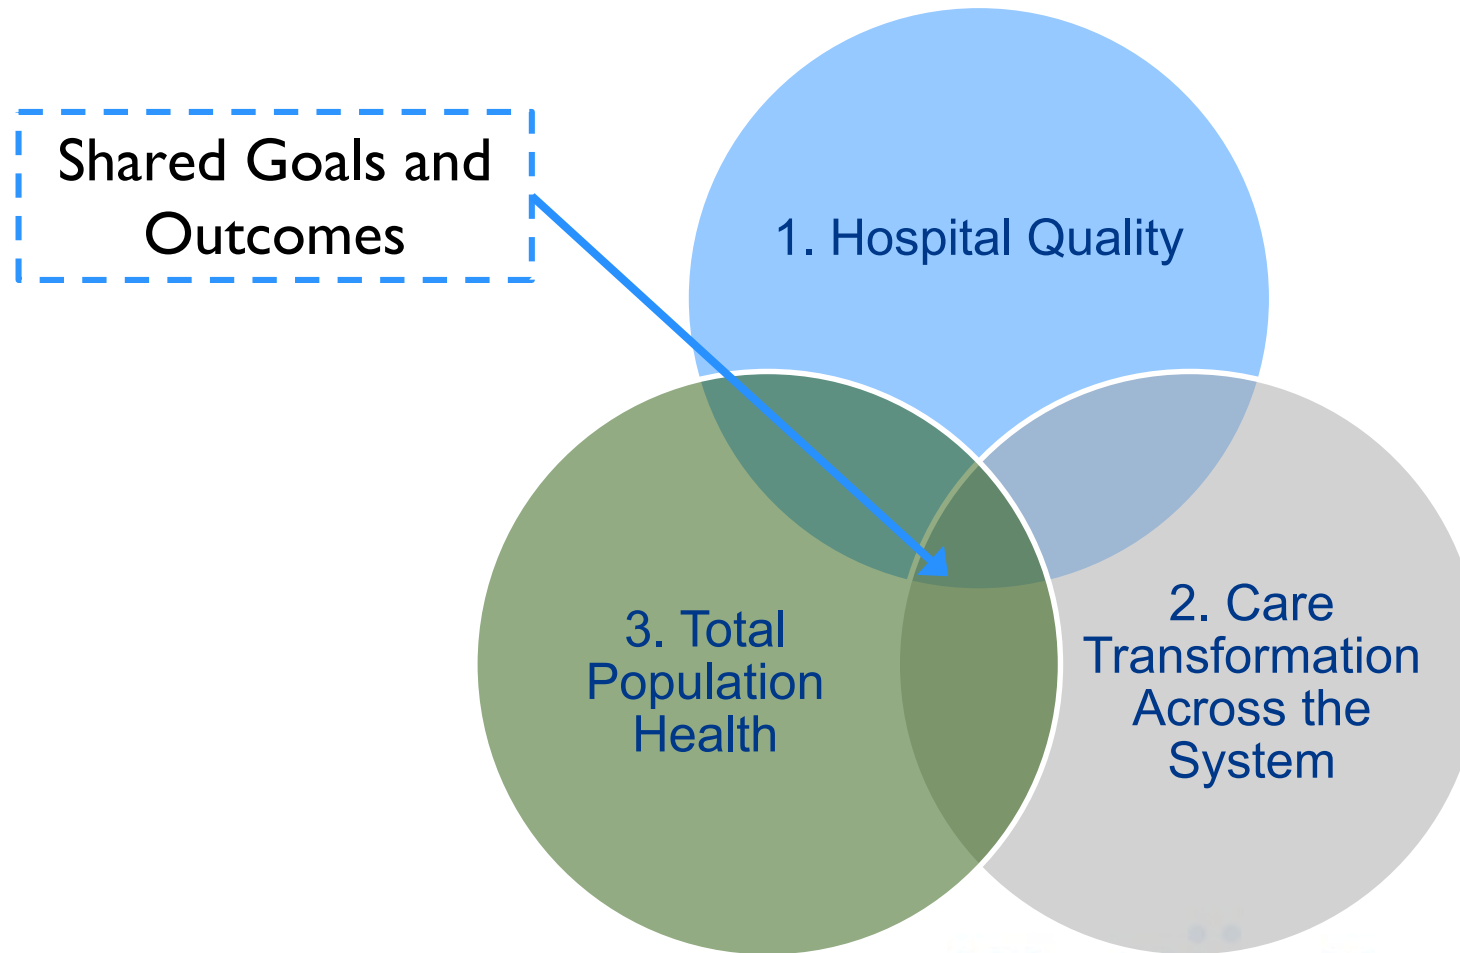 Shared Goals and
Outcomes
1. Hospital Quality
3. Total
Population
Health
2. Care
Transformation
Across the
System